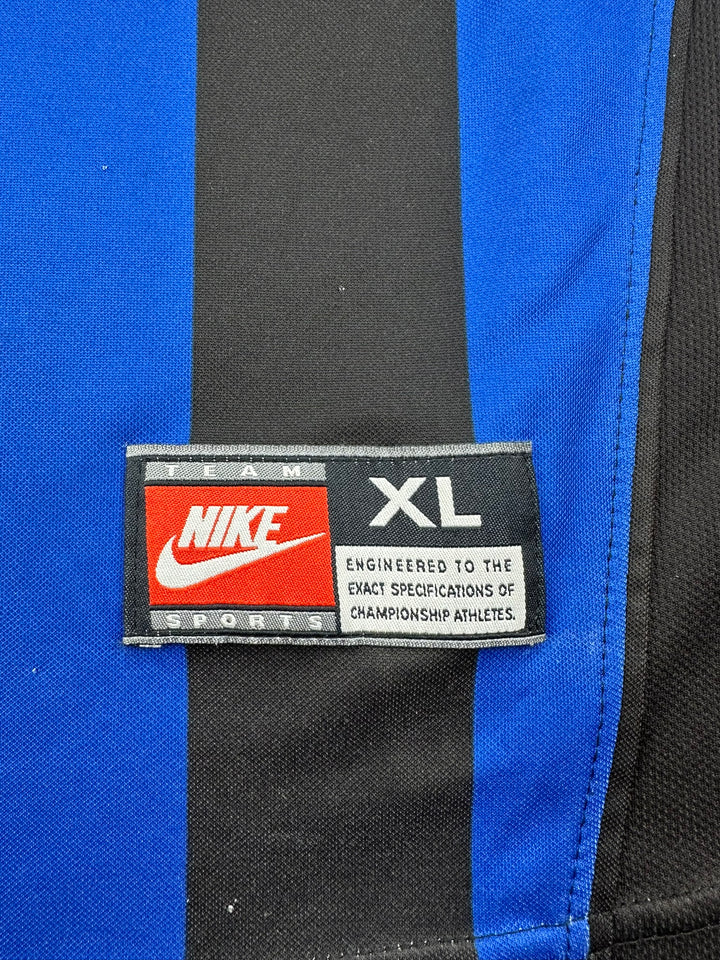 TEAM
NIKE
SPORTS
XL
ENGINEERED TO THE
EXACT SPECIFICATIONS OF
CHAMPIONSHIP ATHLETES.